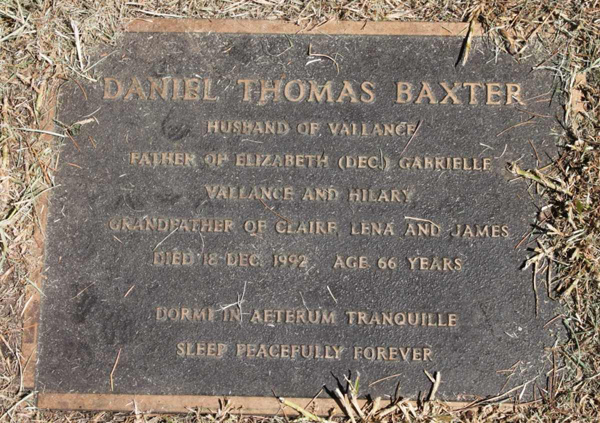 DANIEL THOMAS BAXTER
HUSBAND OF VALLANCE
FATHER OF ELIZABETH (DEC) GABRIELLE
VALLANCE AND HILARY
GRANDFATHER OF CLAIRE, LENA AND JAMES
DIED 18 DEC 1992 AGE 66 YEARS
DORMI IN AETERUM TRANQUILLE
SLEEP PEACEFULLY FOREVER